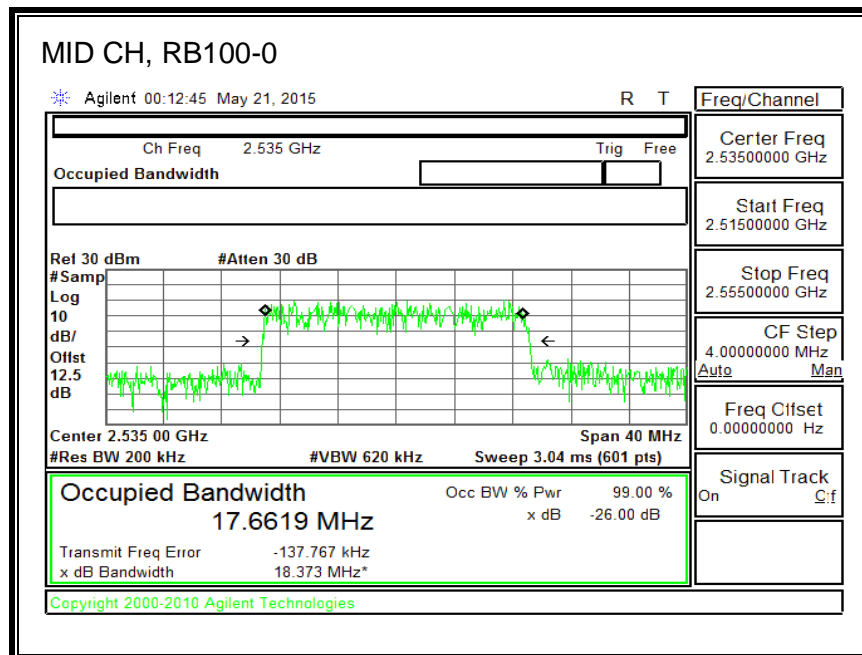 MID CH, RB100-0
Agilent 00:12:45 May 21, 2015 R T
Freq/Channel
Ch Freq 2.535 GHz Trig Free
Occupied Bandwidth
Center Freq
2.53500000 GHz
Start Freq
2.51500000 GHz
Stop Freq
2.55500000 GHz
CF Step
4.00000000 MHz
Auto Man
Freq Offset
0.00000000 Hz
Signal Track
On Off
Ref 30 dBm #Atten 30 dB
#Samp
Log
10
dB/
Offst
12.5
dB
Center 2.535 00 GHz Span 40 MHz
#Res BW 200 kHz #VBW 620 kHz Sweep 3.04 ms (601 pts)
Occupied Bandwidth
17.6619 MHz
Occ BW % Pwr 99.00 %
x dB -26.00 dB
Transmit Freq Error -137.767 kHz
x dB Bandwidth 18.373 MHz*
Copyright 2000-2010 Agilent Technologies